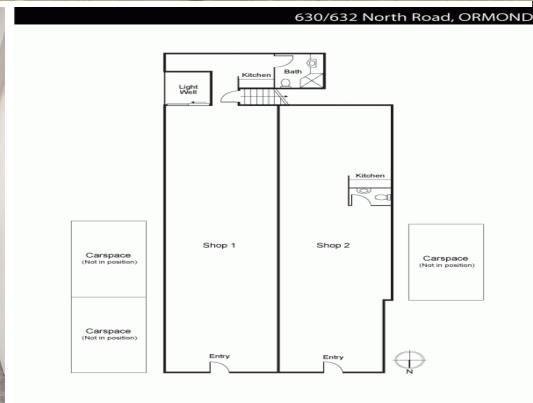 630/632 North Road, ORMOND
Kitchen
Bath
Light
Well
Kitchen
Shop 1
Shop 2
Carspace
(Not in position)
Carspace
(Not in position)
Carspace
(Not in position)
Entry
Entry
N